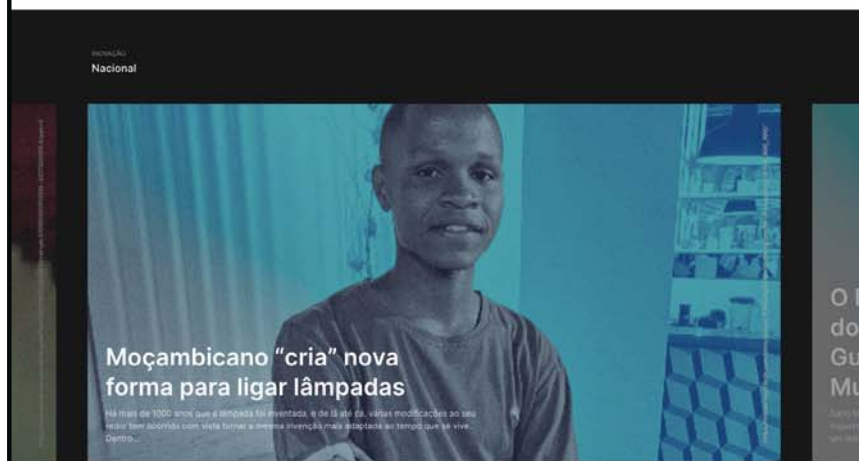 INOVAÇÃO
Nacional
Moçambicano “cria” nova
forma para ligar lâmpadas
Há mais de 1000 anos que a lâmpada foi inventada, e de lá até cá, várias modificações ao seu
redor tem ocorrido com vista tornar a mesma invenção mais adaptada ao tempo que se vive.
Dentro...
O
do
Gu
Mu